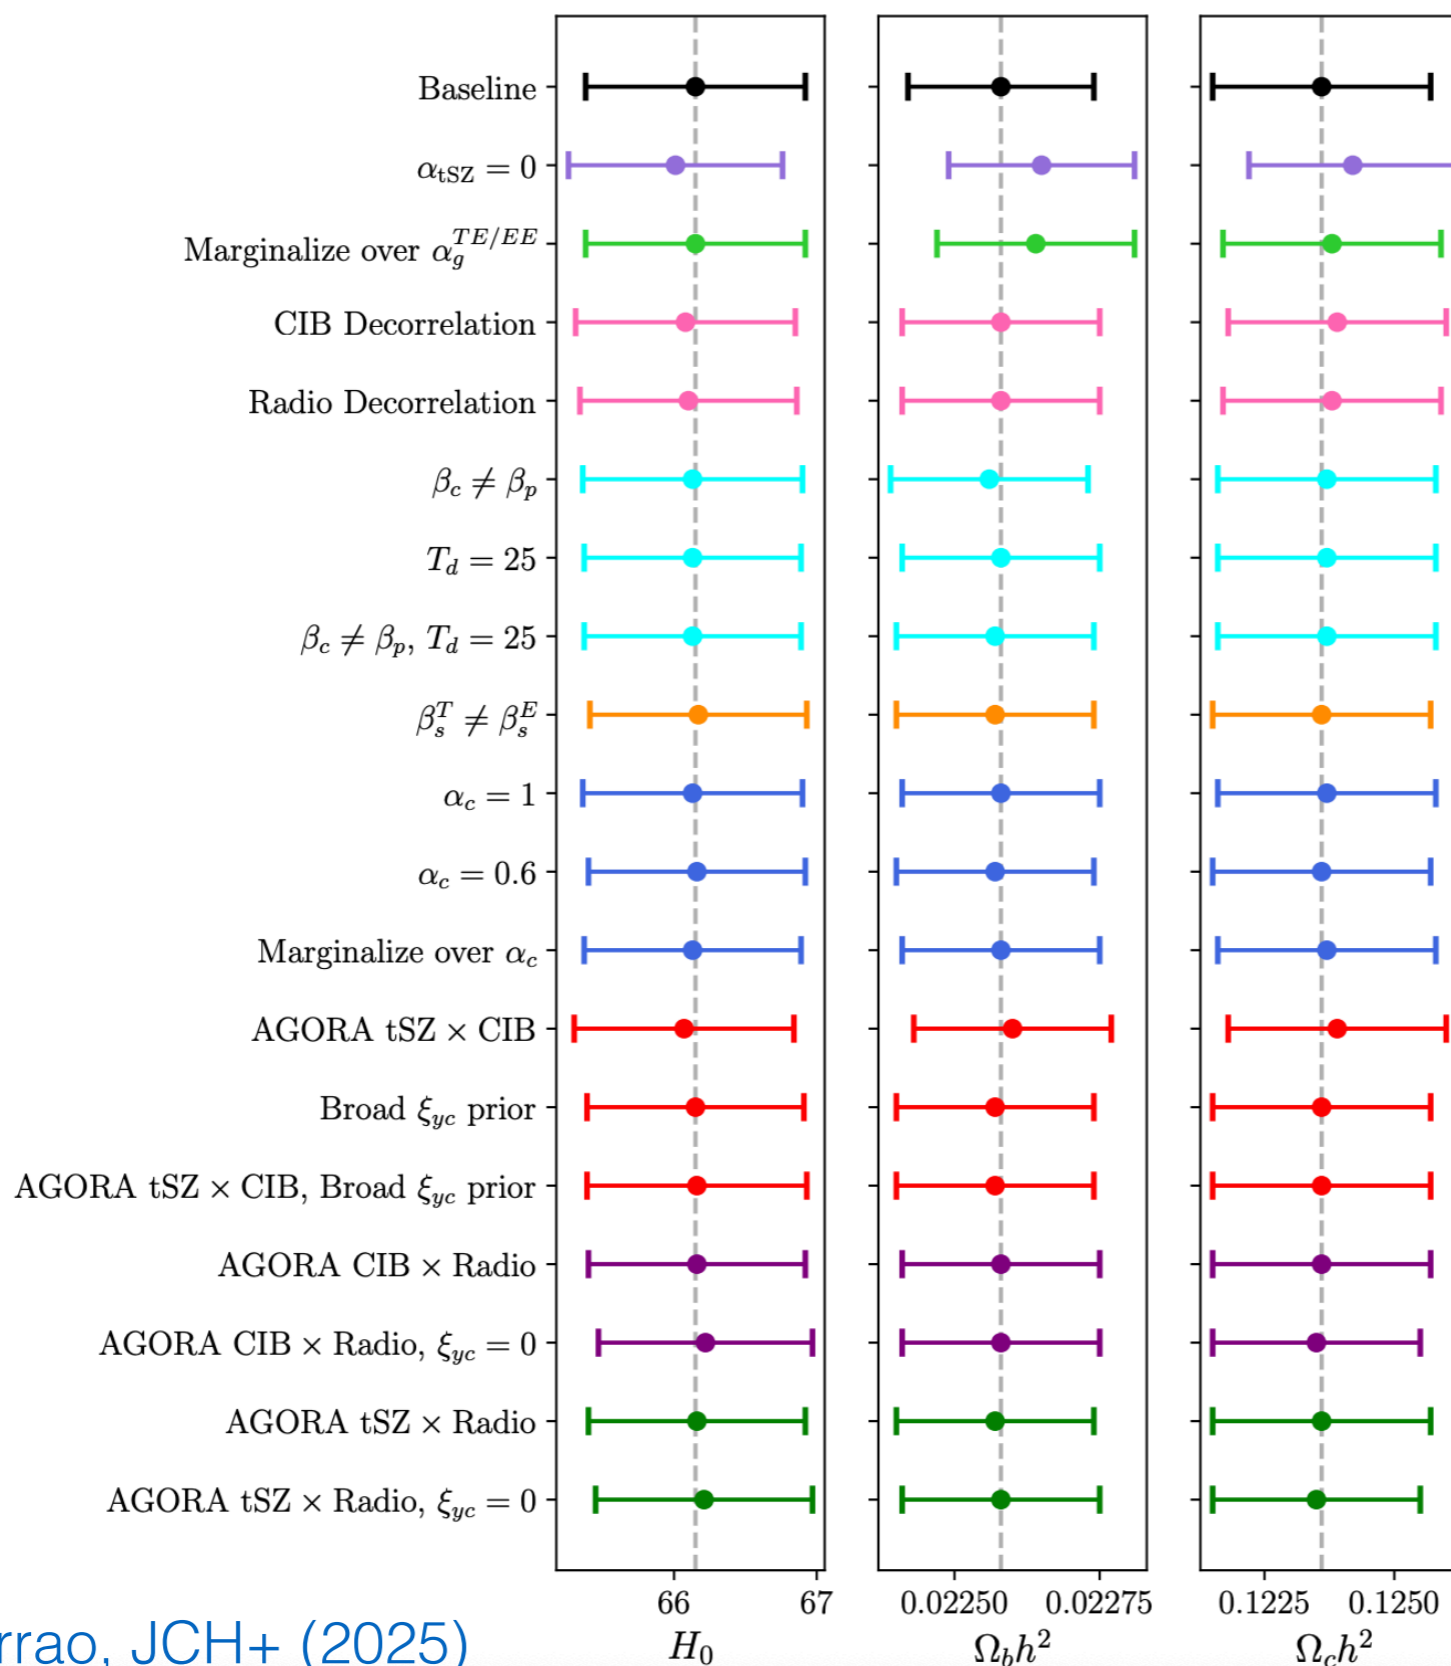 Baseline
α_tSZ = 0
Marginalize over α_g^{TE/EE}
CIB Decorrelation
Radio Decorrelation
β_c ≠ β_p
T_d = 25
β_c ≠ β_p, T_d = 25
β_s^T ≠ β_s^E
α_c = 1
α_c = 0.6
Marginalize over α_c
AGORA tSZ × CIB
Broad ξ_yc prior
AGORA tSZ × CIB, Broad ξ_yc prior
AGORA CIB × Radio
AGORA CIB × Radio, ξ_yc = 0
AGORA tSZ × Radio
AGORA tSZ × Radio, ξ_yc = 0
66 67 0.02250 0.02275 0.1225 0.1250
H_0 Ω_b h^2 Ω_c h^2
rrao, JCH+ (2025)